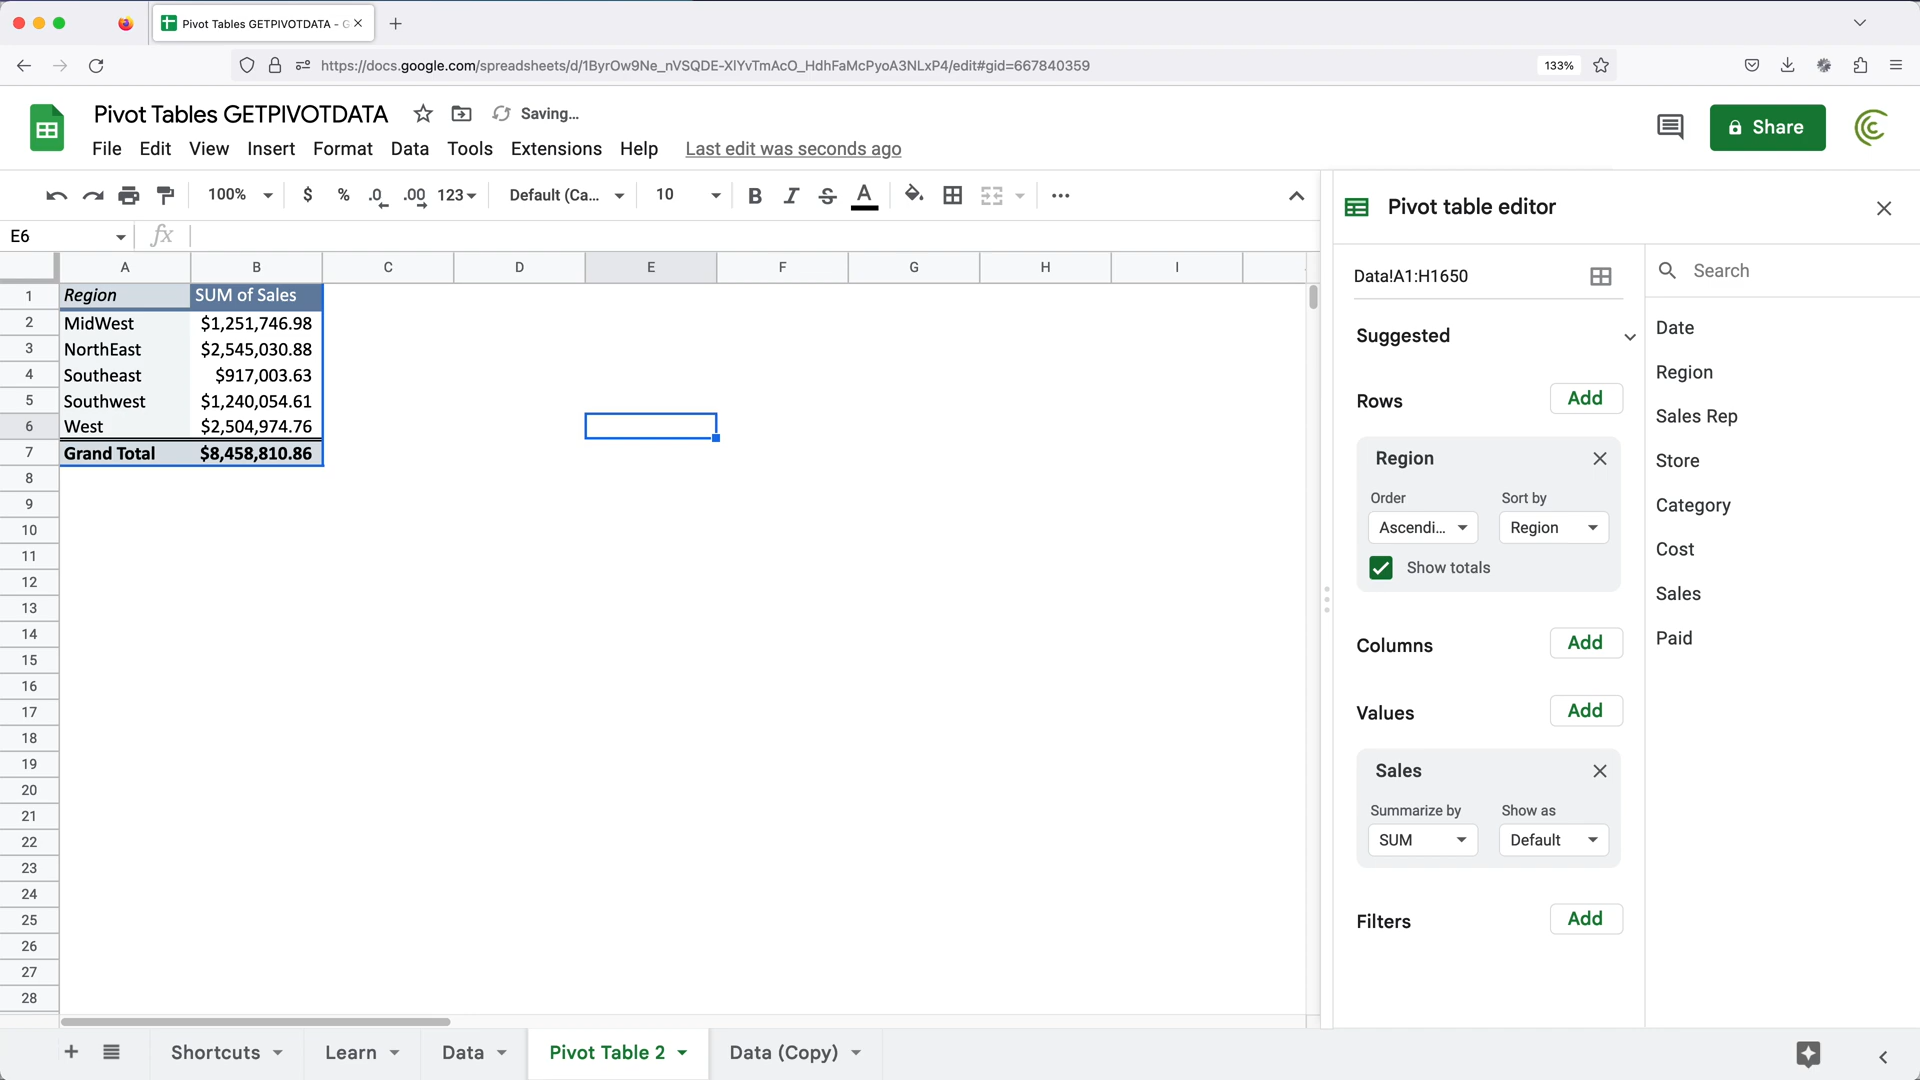 Pivot Tables GETPIVOTDATA - G
https://docs.google.com/spreadsheets/d/1ByrOw9Ne_nVSQDE-XlYvTmAcO_HdhFaMcPyoA3NLxP4/edit#gid=667840359 133%
Pivot Tables GETPIVOTDATA Saving...
Share
File Edit View Insert Format Data Tools Extensions Help Last edit was seconds ago
100% $ % .0 .00 123 Default (Ca... 10 B I S A
E6 fx
A B C D E F G H I
1 Region SUM of Sales
2 MidWest $1,251,746.98
3 NorthEast $2,545,030.88
4 Southeast $917,003.63
5 Southwest $1,240,054.61
6 West $2,504,974.76
7 Grand Total $8,458,810.86
8
9
10
11
12
13
14
15
16
17
18
19
20
21
22
23
24
25
26
27
28
Pivot table editor
Data!A1:H1650
Suggested
Rows Add
Region
Order Sort by
Ascendi... Region
Show totals
Columns Add
Values Add
Sales
Summarize by Show as
SUM Default
Filters Add
Search
Date
Region
Sales Rep
Store
Category
Cost
Sales
Paid
Shortcuts Learn Data Pivot Table 2 Data (Copy)